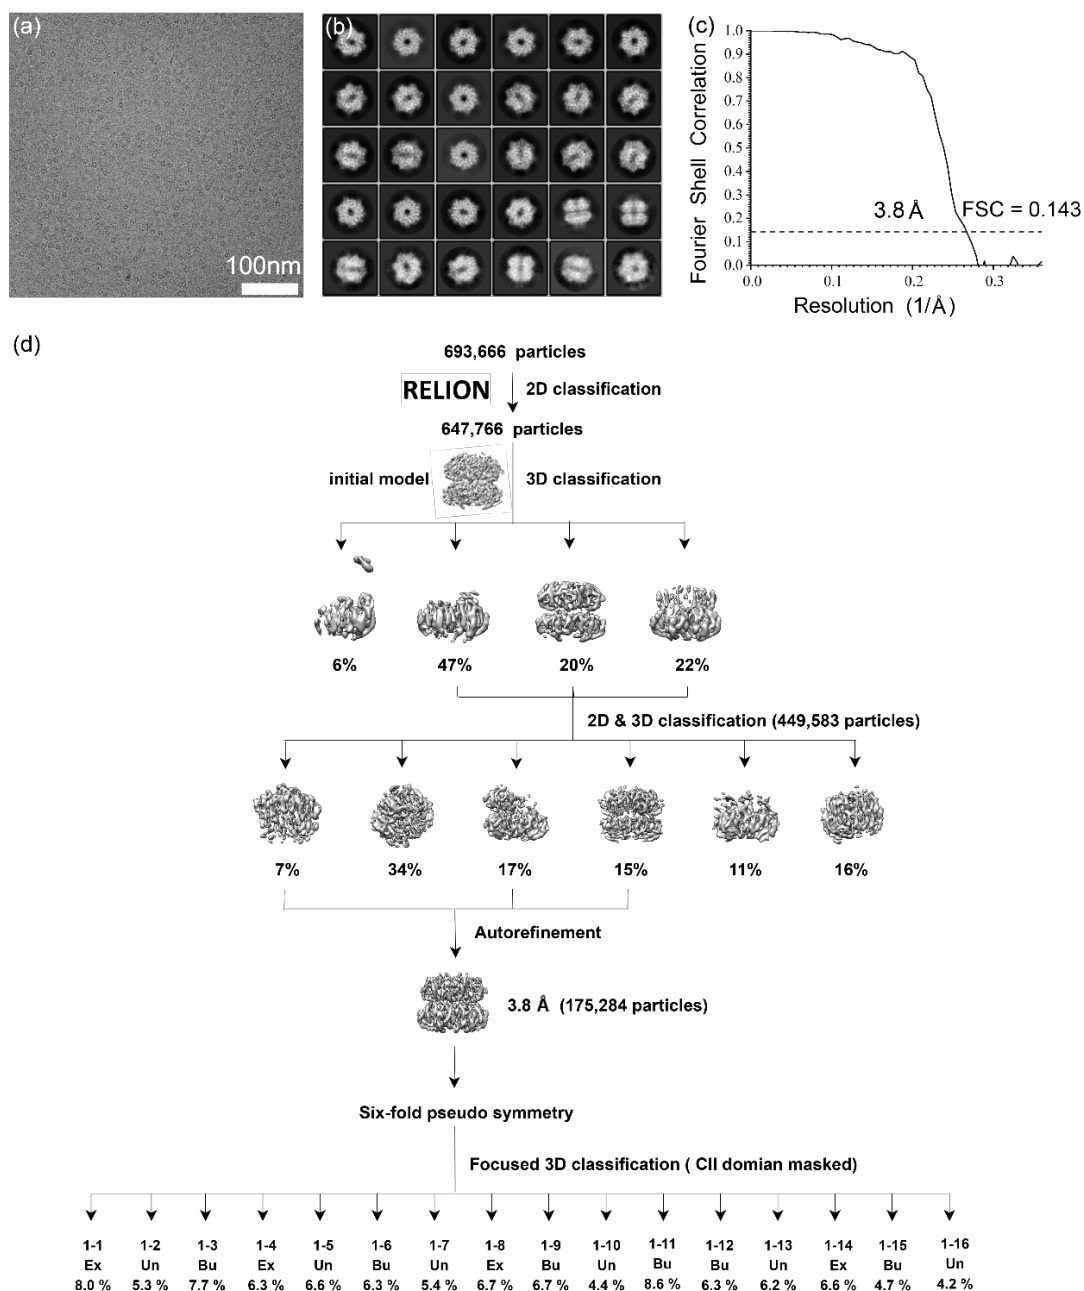 (a)
100nm
(b)
(c)
Fourier Shell Correlation
1.0
0.9
0.8
0.7
0.6
0.5
0.4
0.3
0.2
0.1
0.0
3.8 Å
FSC = 0.143
0.0 0.1 0.2 0.3
Resolution (1/Å)
(d)
693,666 particles
RELION
2D classification
647,766 particles
initial model
3D classification
6% 47% 20% 22%
2D & 3D classification (449,583 particles)
7% 34% 17% 15% 11% 16%
Autorefinement
3.8 Å (175,284 particles)
Six-fold pseudo symmetry
Focused 3D classification ( CII domian masked)
1-1 1-2 1-3 1-4 1-5 1-6 1-7 1-8 1-9 1-10 1-11 1-12 1-13 1-14 1-15 1-16
Ex Un Bu Ex Un Bu Un Ex Bu Un Bu Bu Un Ex Bu Un
8.0 % 5.3 % 7.7 % 6.3 % 6.6 % 6.3 % 5.4 % 6.7 % 6.7 % 4.4 % 8.6 % 6.3 % 6.2 % 6.6 % 4.7 % 4.2 %